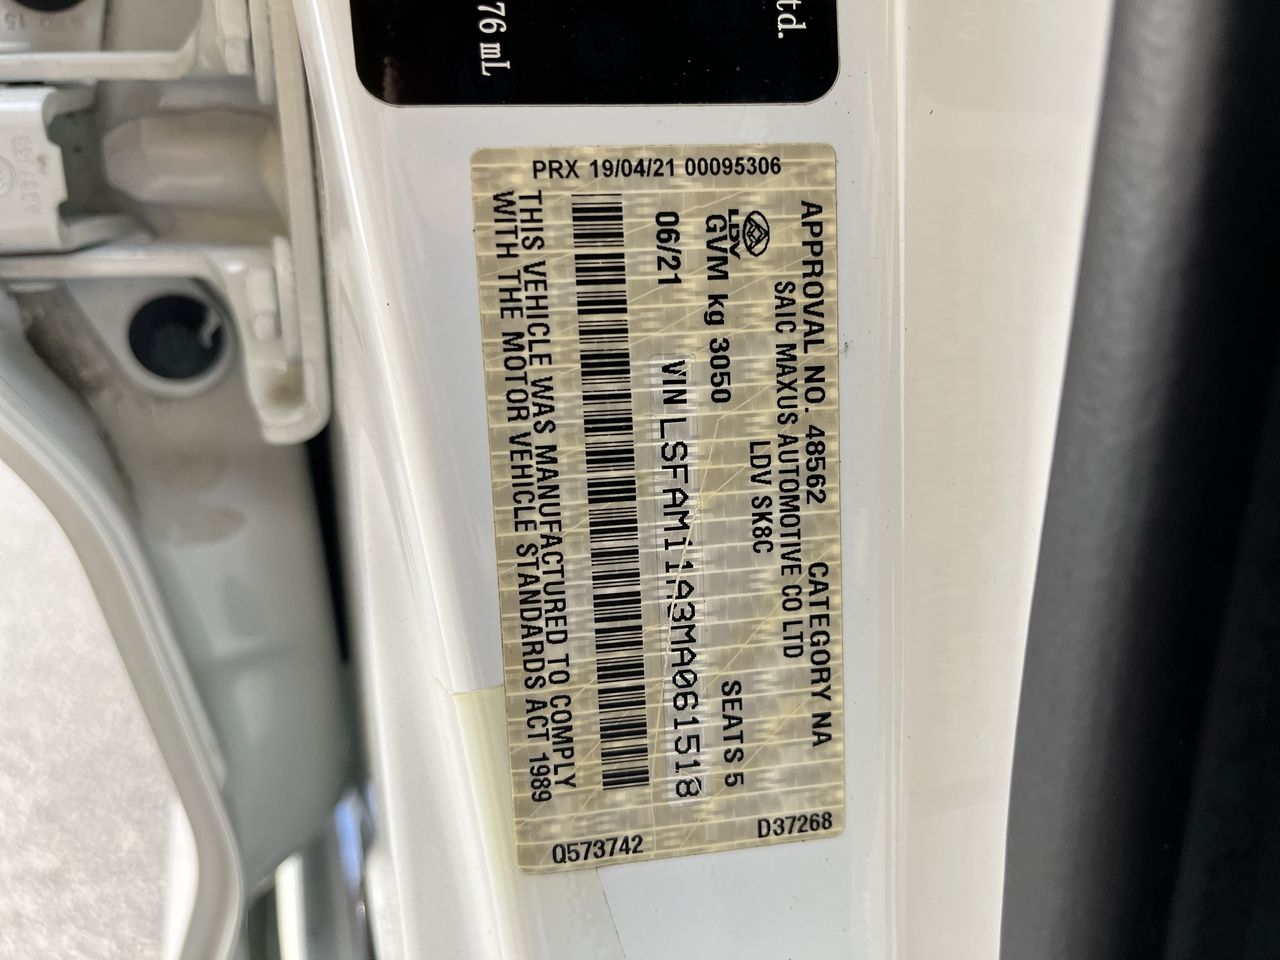 td.
76 mL
PRX 19/04/21 00095306
APPROVAL NO. 48562 CATEGORY NA
SAIC MAXUS AUTOMOTIVE CO LTD
LDV LDV SK8C
GVM kg 3050 SEATS 5
06/21 VIN LSFAM11A3MA061518
THIS VEHICLE WAS MANUFACTURED TO COMPLY
WITH THE MOTOR VEHICLE STANDARDS ACT 1989
Q573742 D37268